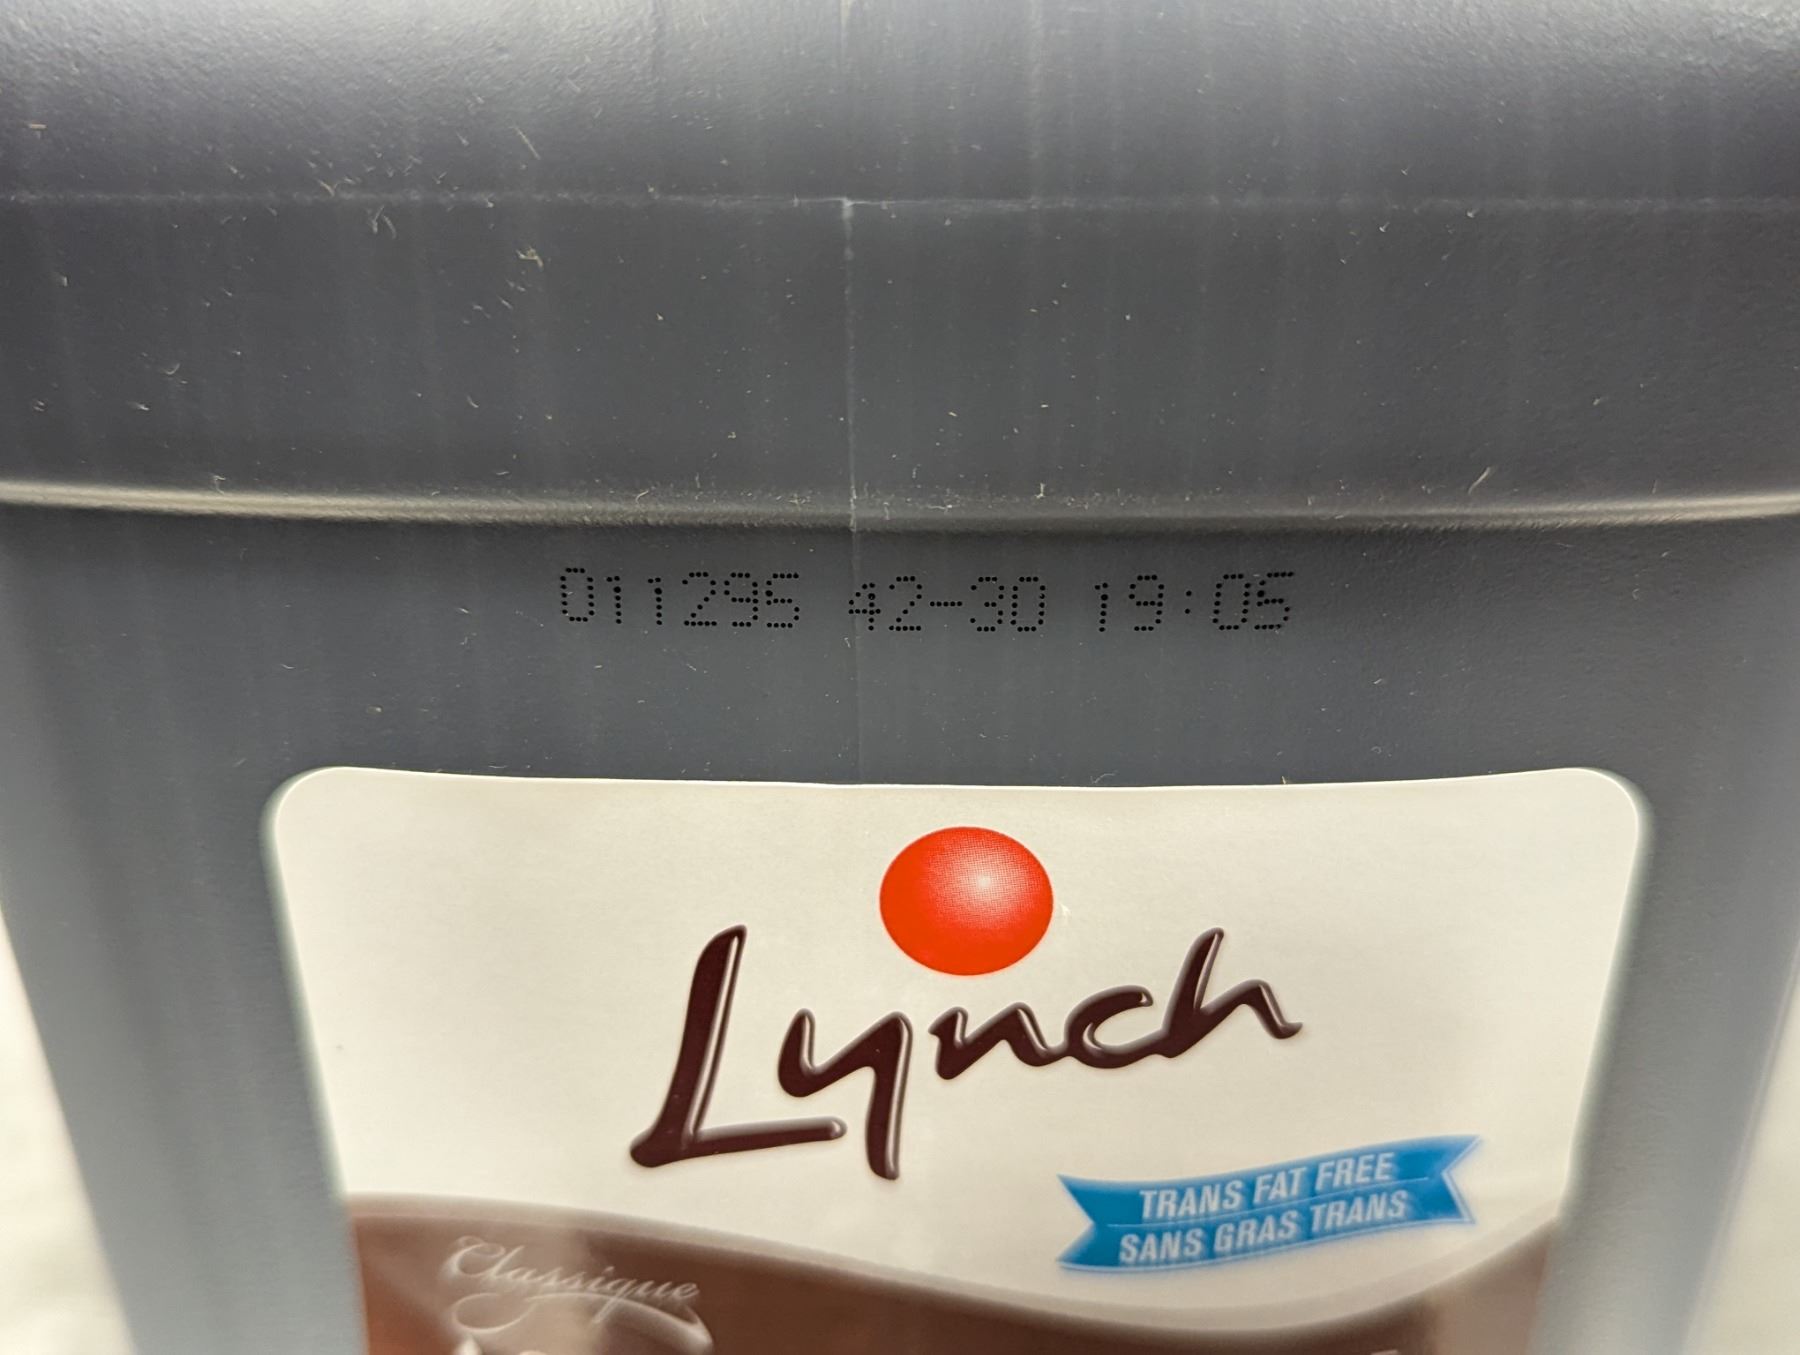 011295 42-30 19:05
Lynch
TRANS FAT FREE
SANS GRAS TRANS
Classique